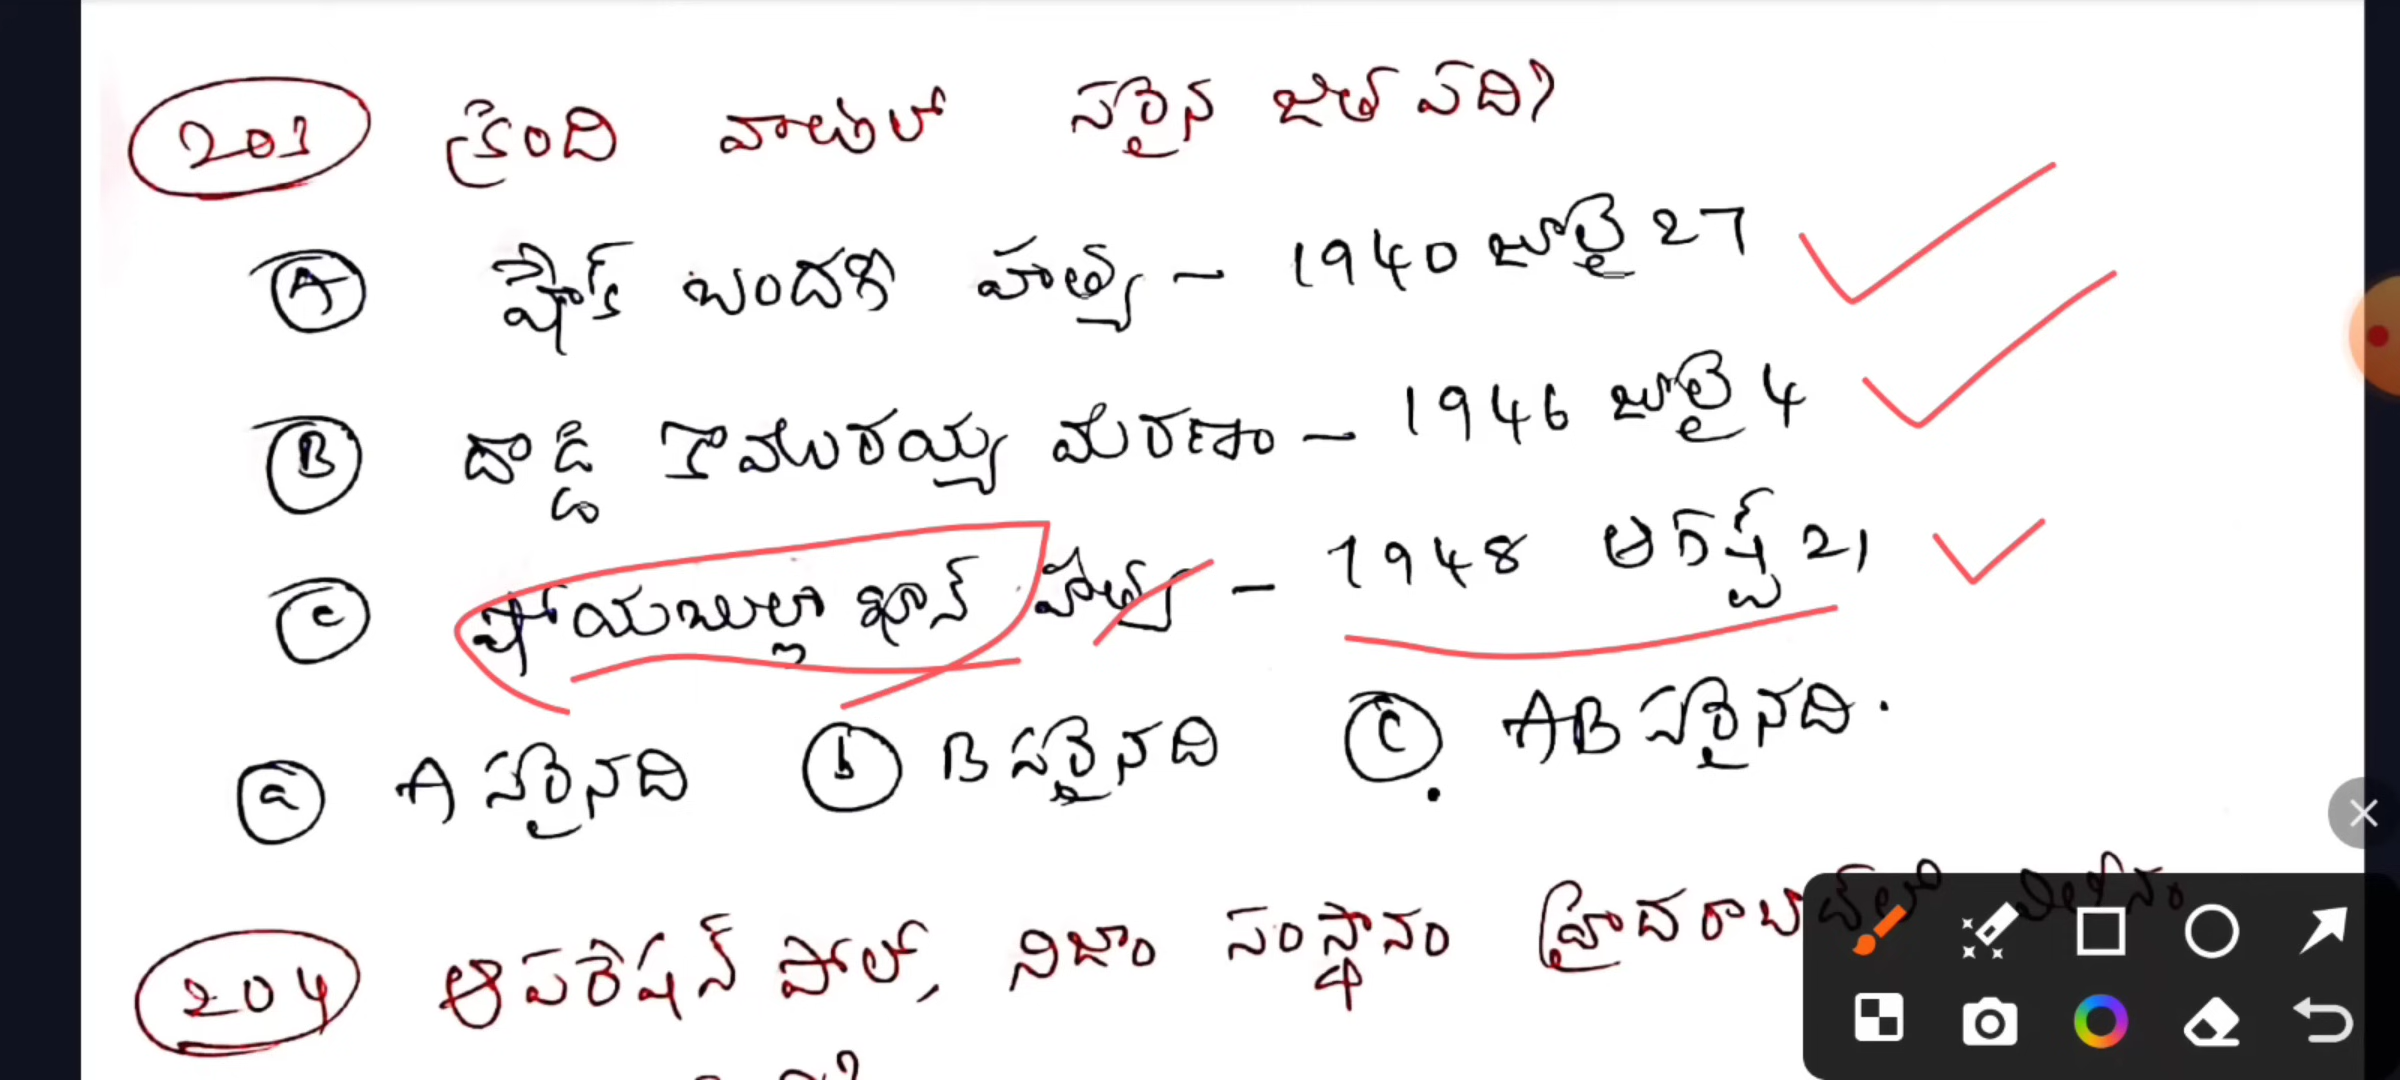 203 క్రింది వాటిలో సరైన జత ఏది?
A షేక్ బందగి హత్య - 1940 జూలై 27
B దొడ్డి కొమురయ్య మరణం - 1946 జూలై 4
C షోయబుల్లా ఖాన్ హత్య - 1948 ఆగష్ట్ 21
a A సరైనది b B సరైనది C AB సరైనది.
204 ఆపరేషన్ పోలో, నిజాం సంస్థానం హైదరాబాద్